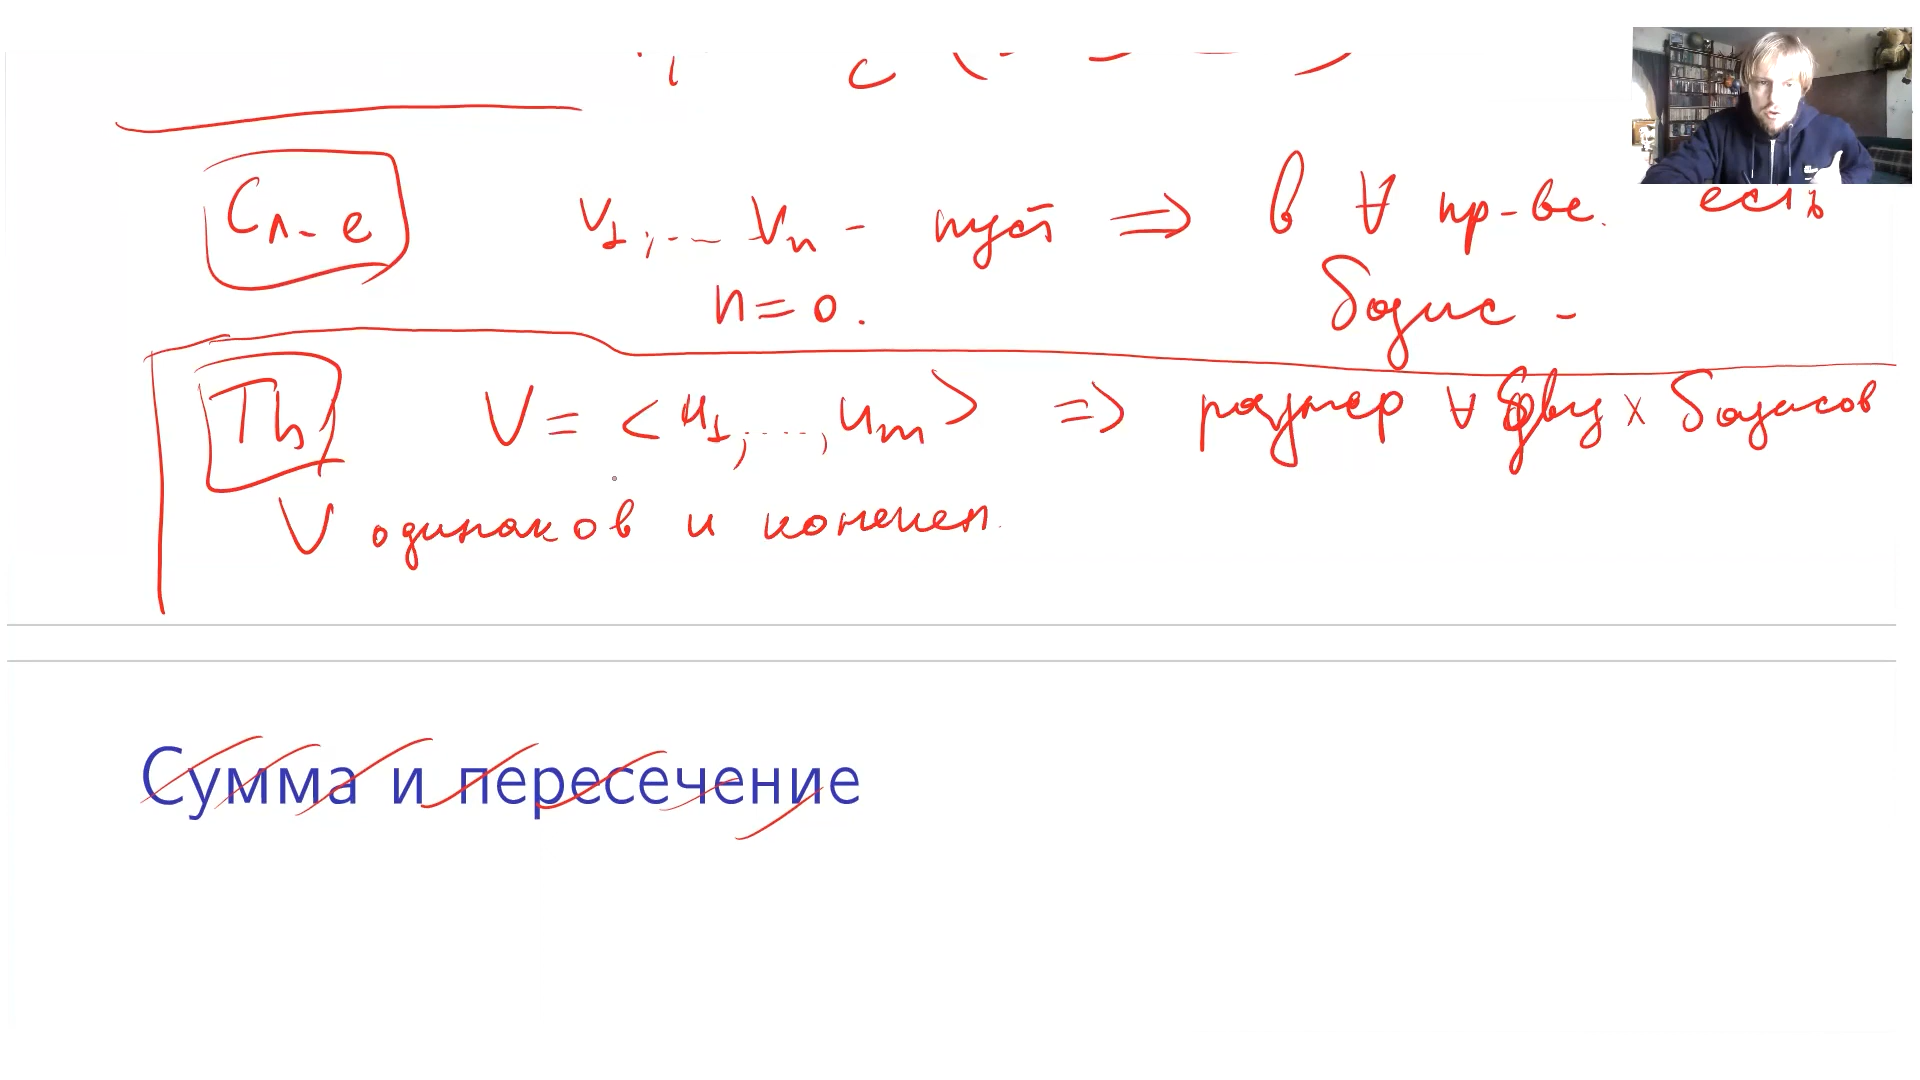 Сл-е v₁,... vₙ - пуст ⇒ в ∀ пр-ве. есть
n=0. базис -
Th V = <u₁,...,uₘ> ⇒ размер ∀ двух базисов
V одинаков и конечен.
Сумма и пересечение